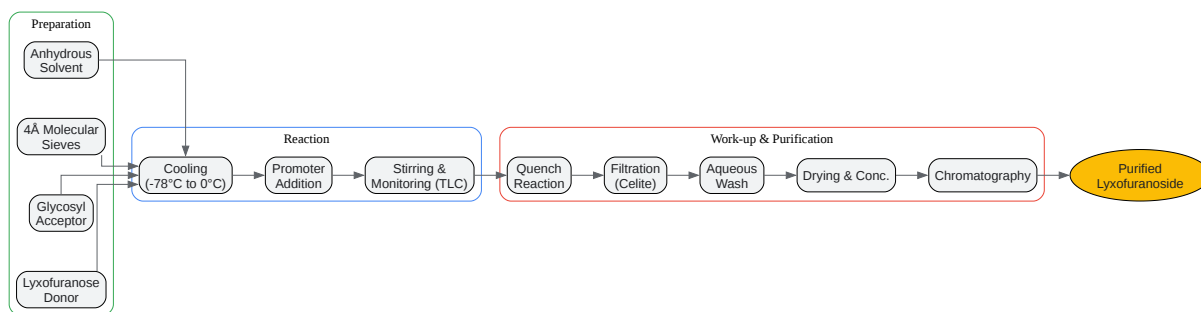 Preparation
Anhydrous
Solvent
4Å Molecular
Sieves
Glycosyl
Acceptor
Lyxofuranose
Donor
Reaction
Cooling
(-78°C to 0°C)
Promoter
Addition
Stirring &
Monitoring (TLC)
Work-up & Purification
Quench
Reaction
Filtration
(Celite)
Aqueous
Wash
Drying & Conc.
Chromatography
Purified
Lyxofuranoside